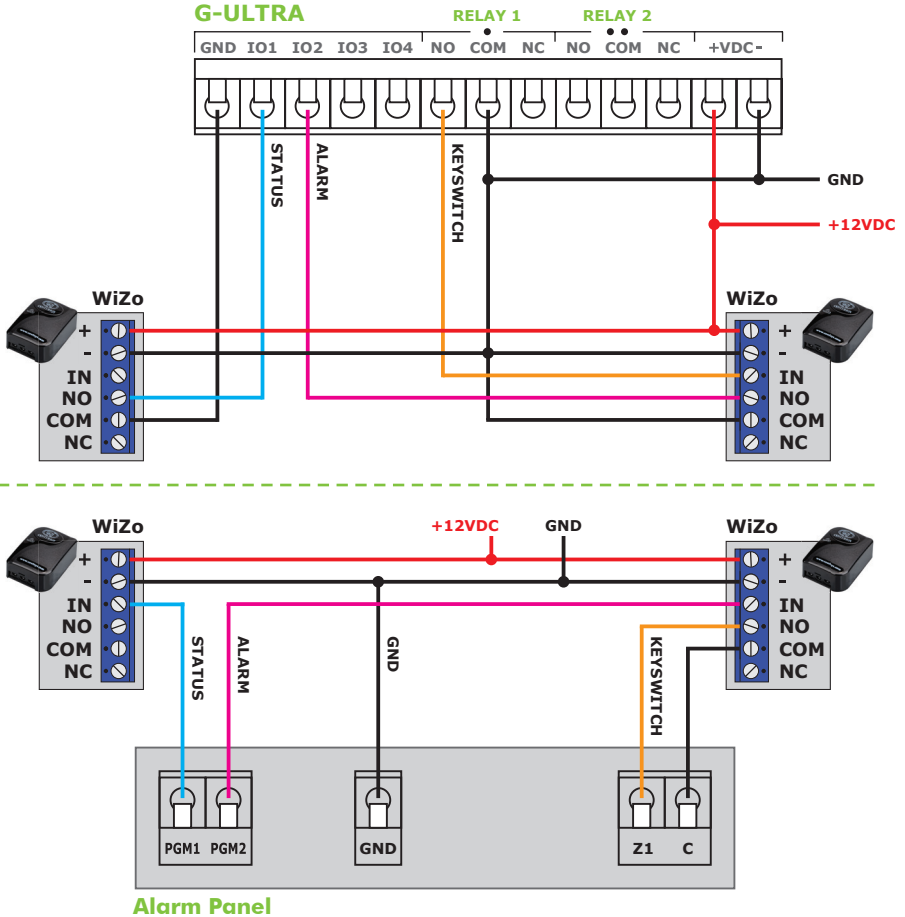 G-ULTRA
RELAY 1
RELAY 2
GND IO1 IO2 IO3 IO4 NO COM NC NO COM NC +VDC-
STATUS
ALARM
KEYSWITCH
GND
+12VDC
WiZo
+
-
IN
NO
COM
NC
WiZo
+
-
IN
NO
COM
NC
WiZo
+
-
IN
NO
COM
NC
+12VDC
GND
WiZo
+
-
IN
NO
COM
NC
STATUS
ALARM
GND
KEYSWITCH
PGM1 PGM2
GND
Z1 C
Alarm Panel